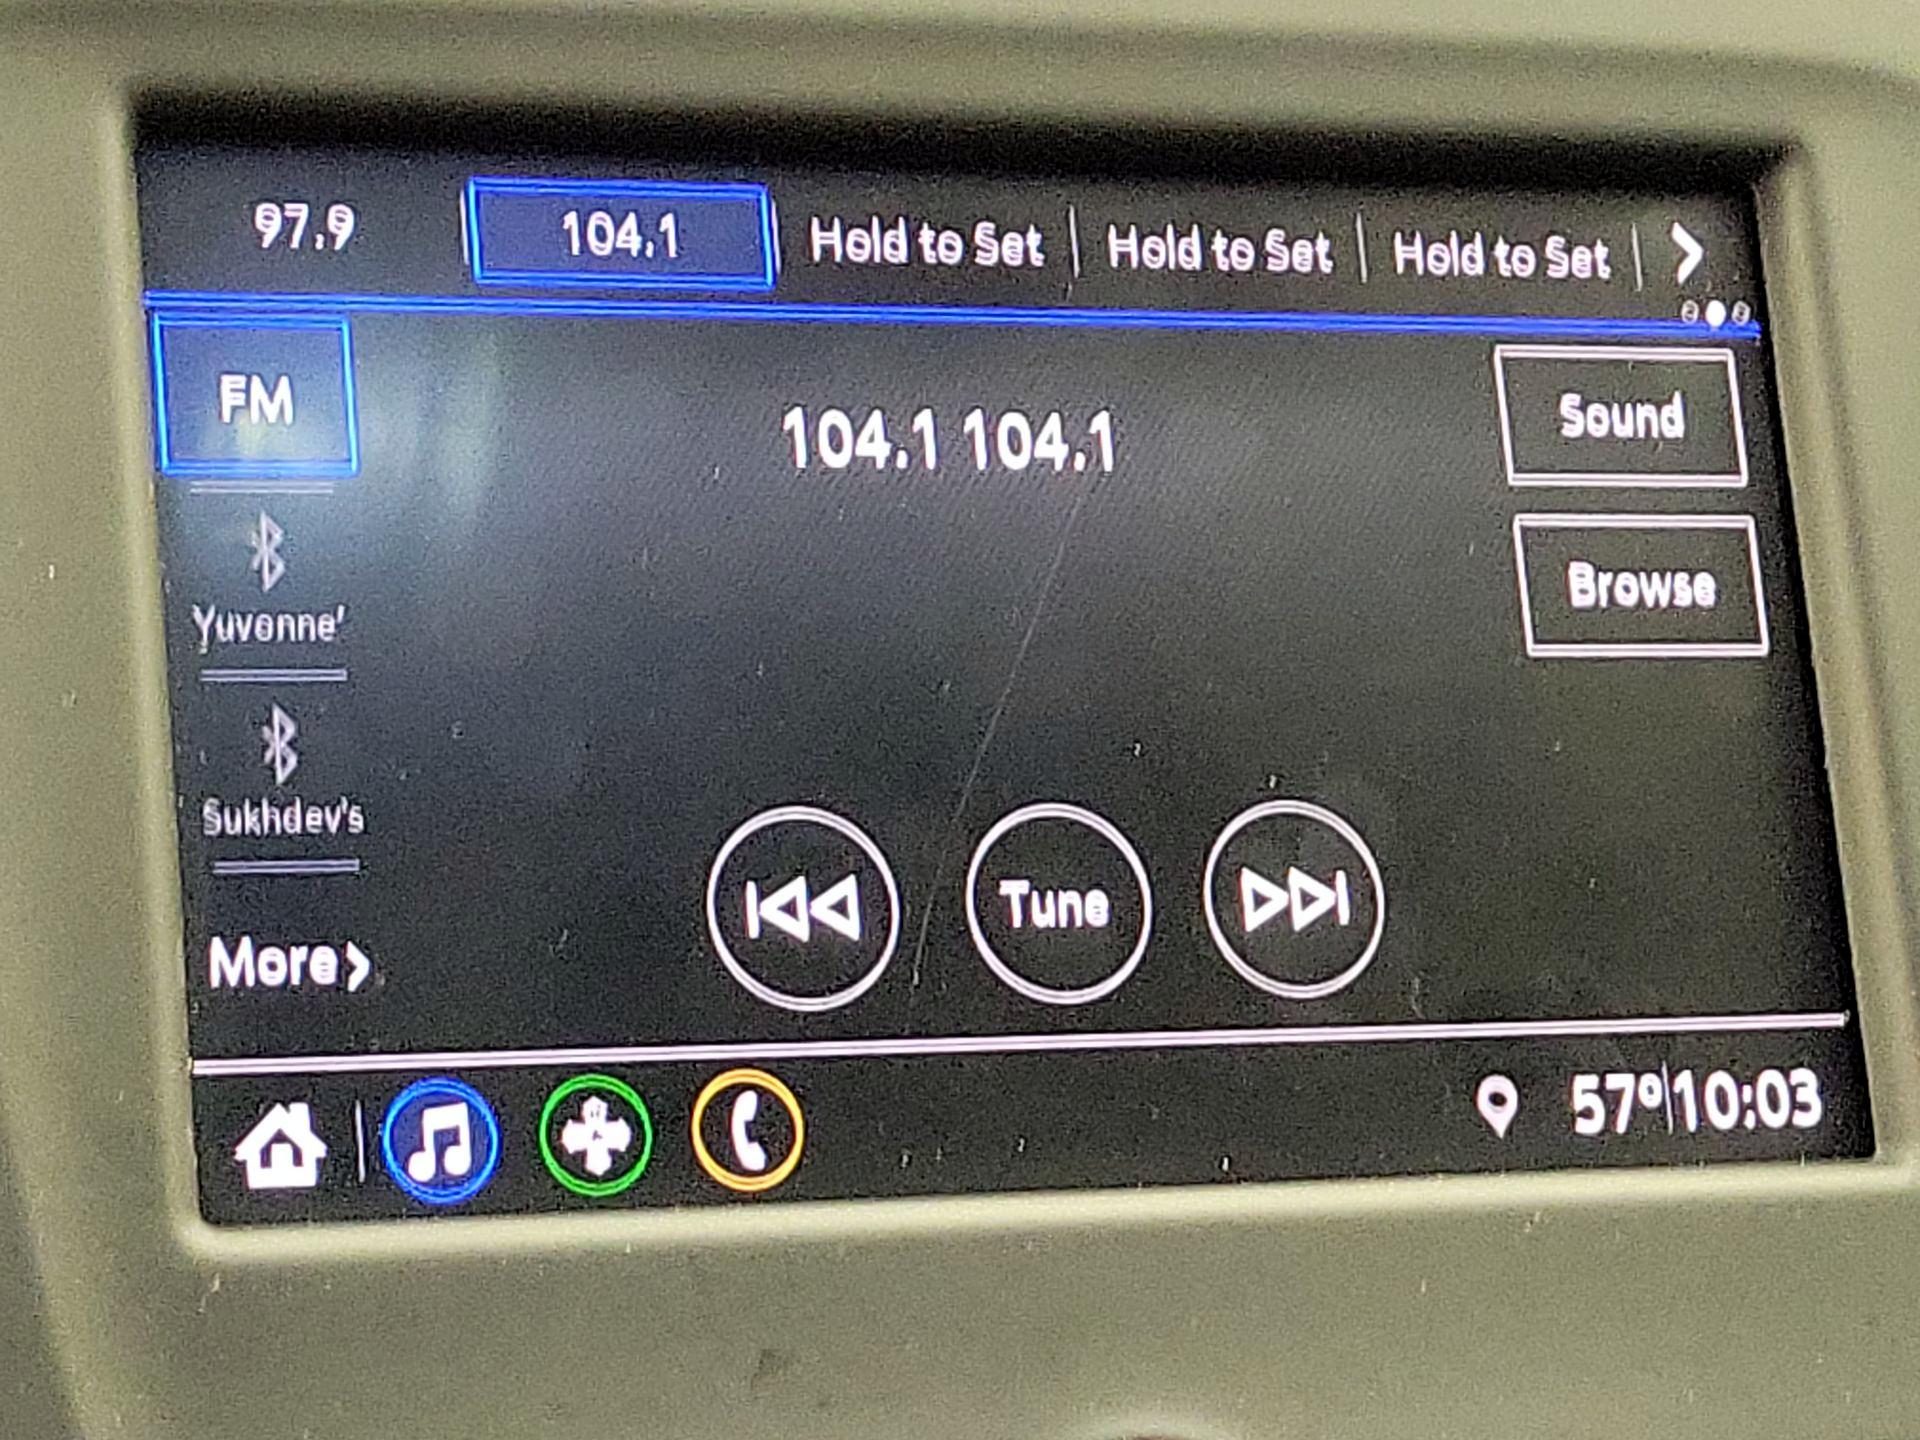 97.9 104.1 Hold to Set Hold to Set Hold to Set
FM
104.1 104.1
Sound
Browse
Yuvonne'
Sukhdev's
Tune
More
57° 10:03